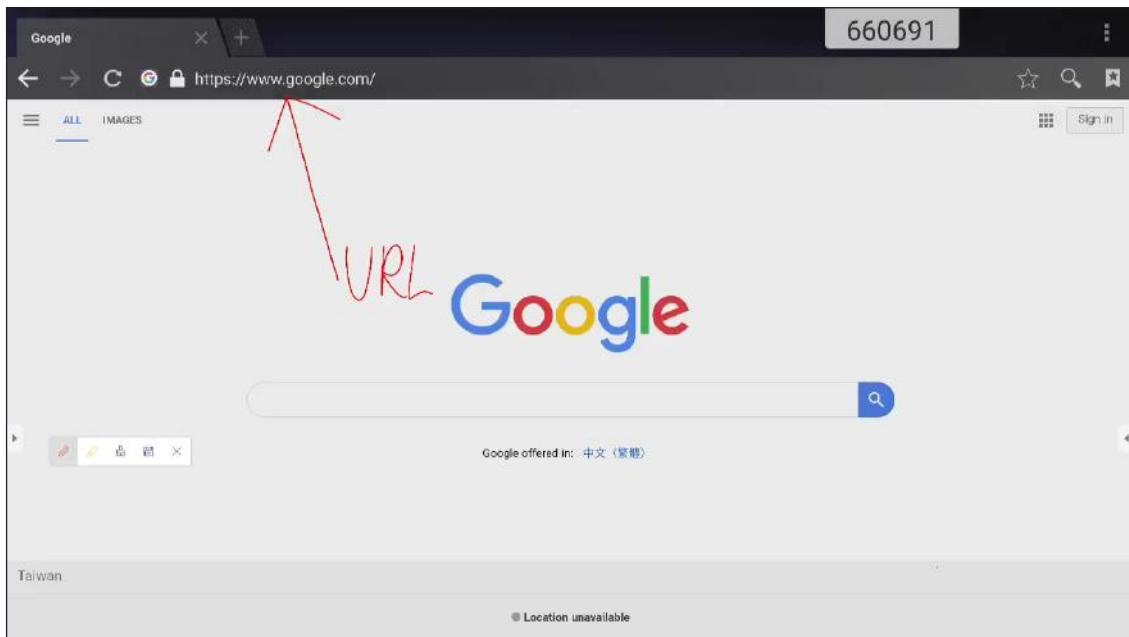 Google
660691
https://www.google.com/
ALL IMAGES
Sign in
URL
Google
Google offered in: 中文（繁體）
Taiwan
Location unavailable